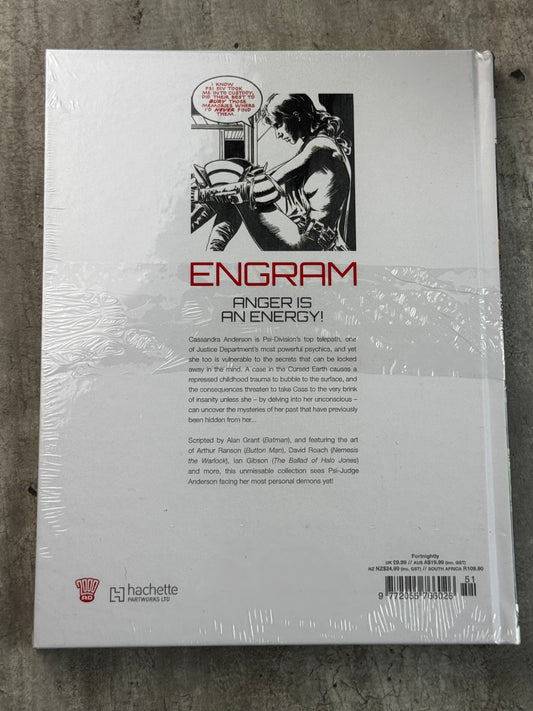 I KNOW
PSI DIV TOOK
ME INTO CUSTODY,
DID THEIR BEST TO
BURY THOSE
MEMORIES WHERE
I'D NEVER FIND
THEM.
ENGRAM
ANGER IS
AN ENERGY!
Cassandra Anderson is Psi-Division's top telepath, one
of Justice Department's most powerful psychics, and yet
she too is vulnerable to the secrets that can be locked
away in the mind. A case in the Cursed Earth causes a
repressed childhood trauma to bubble to the surface, and
the consequences threaten to take Cass to the very brink
of insanity unless she – by delving into her unconscious –
can uncover the mysteries of her past that have previously
been hidden from her...
Scripted by Alan Grant (Batman), and featuring the art
of Arthur Ranson (Button Man), David Roach (Nemesis
the Warlock), Ian Gibson (The Ballad of Halo Jones)
and more, this unmissable collection sees Psi-Judge
Anderson facing her most personal demons yet!
Fortnightly
UK £9.99 // AUS A$19.99 (inc. GST)
NZ NZ$24.99 (inc. GST) // SOUTH AFRICA R109.90
51
2000
AD
H hachette
PARTWORKS LTD